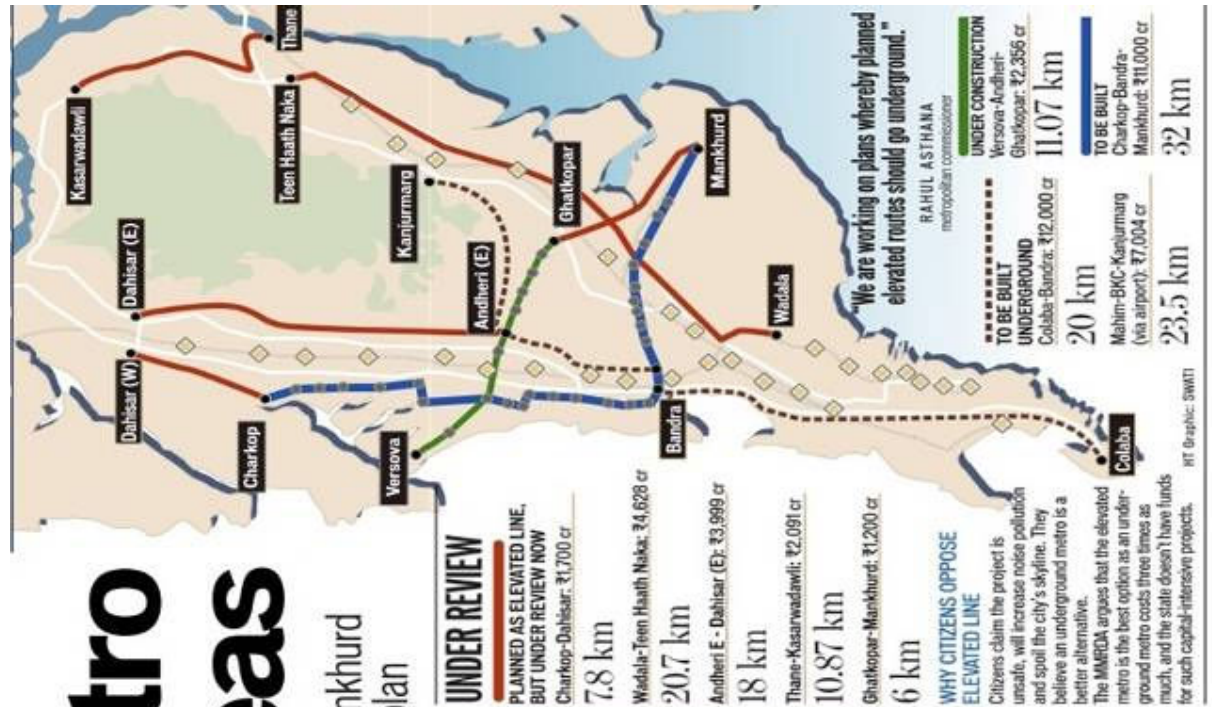 tro
eas
nkhurd
plan
UNDER REVIEW
PLANNED AS ELEVATED LINE,
BUT UNDER REVIEW NOW
Charkop-Dahisar: ₹1,700 cr
7.8 km
Wadala-Teen Haath Naka: ₹4,628 cr
20.7 km
Andheri E - Dahisar (E): ₹3,999 cr
18 km
Thane-Kasarwadawli: ₹2,091 cr
10.87 km
Ghatkopar-Mankhurd: ₹1,200 cr
6 km
WHY CITIZENS OPPOSE
ELEVATED LINE
Citizens claim the project is
unsafe, will increase noise pollution
and spoil the city's skyline. They
believe an underground metro is a
better alternative.
The MMRDA argues that the elevated
metro is the best option as an under-
ground metro costs three times as
much, and the state doesn't have funds
for such capital-intensive projects.
Kasarwadawli
Thane
Teen Haath Naka
Dahisar (E)
Dahisar (W)
Kanjurmarg
Charkop
Andheri (E)
Ghatkopar
Versova
Mankhurd
Bandra
Wadala
Colaba
"We are working on plans whereby planned
elevated routes should go underground."
RAHUL ASTHANA
metropolitan commissioner
TO BE BUILT
UNDERGROUND
Colaba-Bandra: ₹12,000 cr
20 km
Mahim-BKC-Kanjurmarg
(via airport): ₹7,004 cr
23.5 km
UNDER CONSTRUCTION
Versova-Andheri-
Ghatkopar: ₹2,356 cr
11.07 km
TO BE BUILT
Charkop-Bandra-
Mankhurd: ₹11,000 cr
32 km
HT Graphic: SWATI